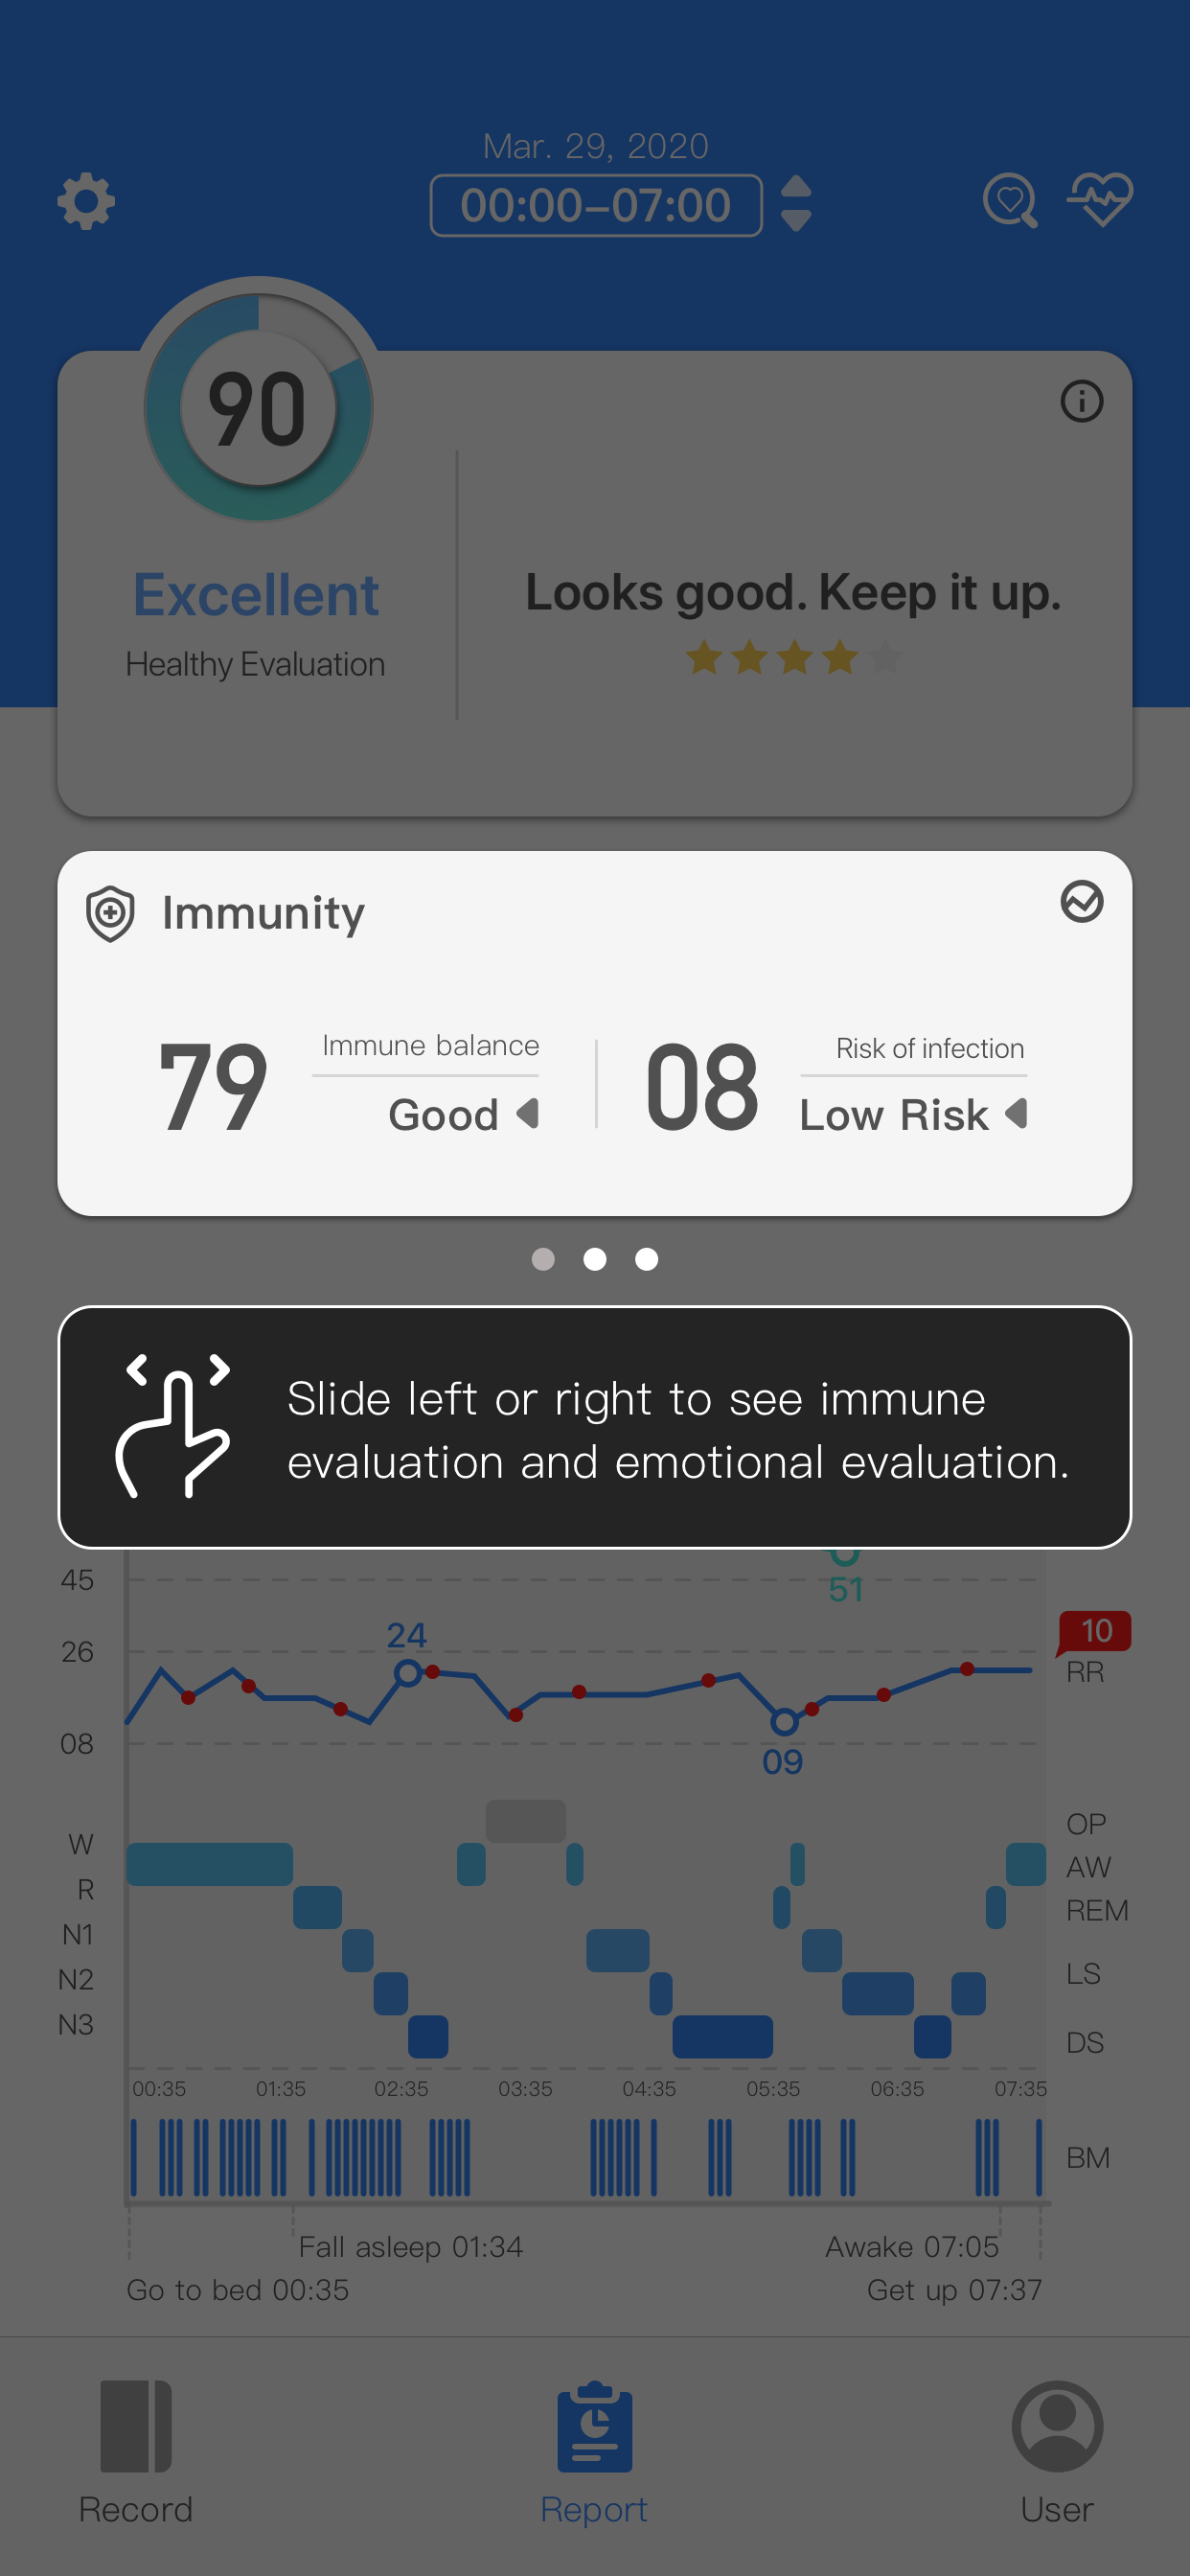 Mar. 29, 2020
00:00–07:00
90
Excellent
Healthy Evaluation
Looks good. Keep it up.
Immunity
79
Immune balance
Good
08
Risk of infection
Low Risk
Slide left or right to see immune
evaluation and emotional evaluation.
45
51
24
26
10
RR
08
09
OP
W
AW
R
REM
N1
LS
N2
N3
DS
00:35 01:35 02:35 03:35 04:35 05:35 06:35 07:35
BM
Fall asleep 01:34
Awake 07:05
Go to bed 00:35
Get up 07:37
Record
Report
User